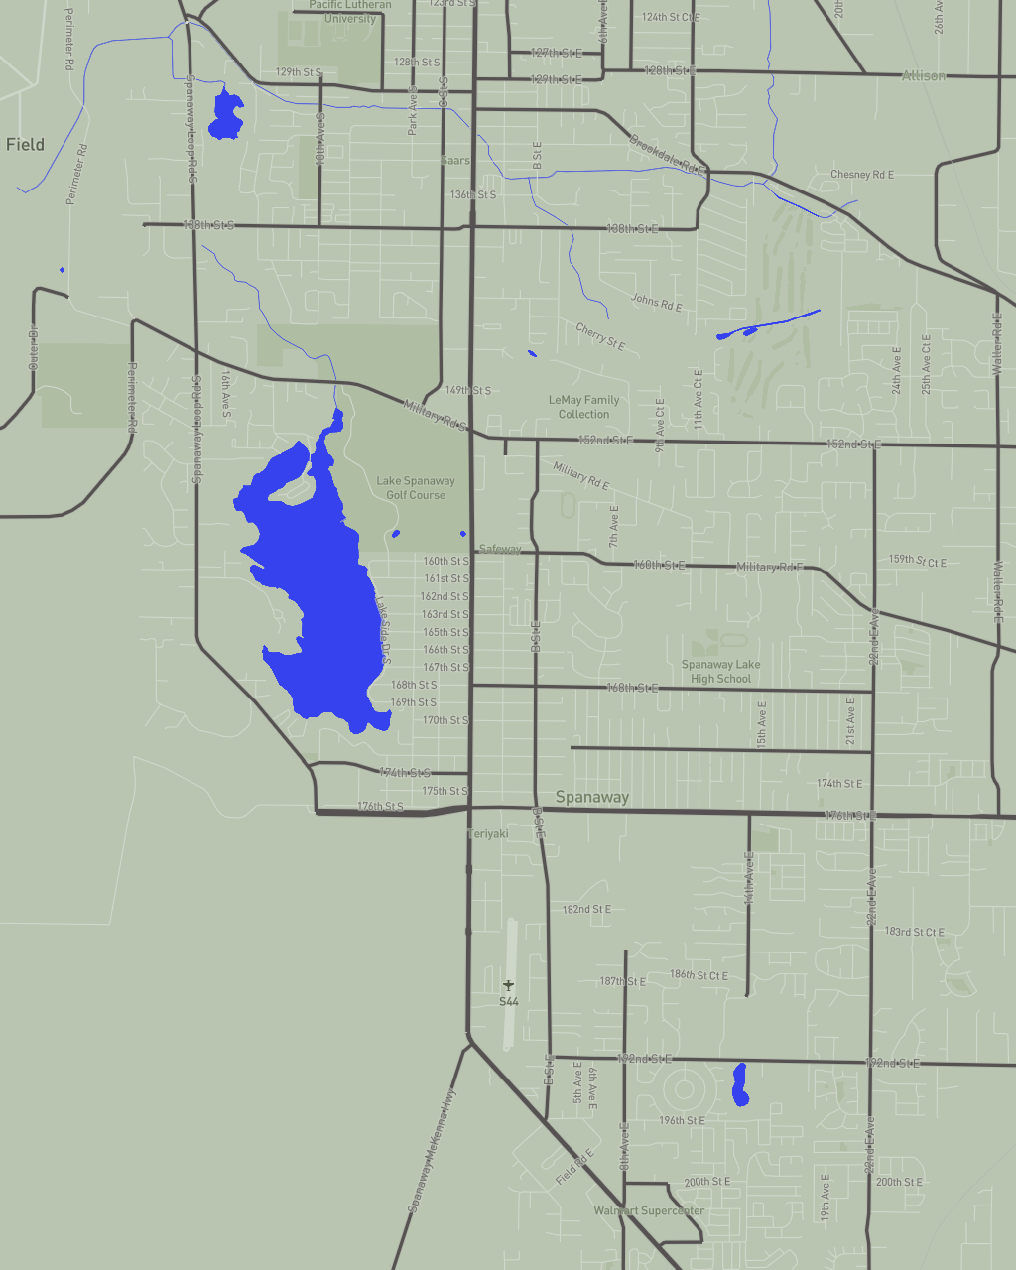 Pacific Lutheran
University
123rd St S
6th Ave E
124th St Ct E
20th
26th Ave
Perimeter Rd
127th St E
128th St S
129th St S
129th St E
128th St E
Allison
Spanaway Loop Rd S
10th Ave S
Park Ave S
C St S
B St E
Brookdale Rd E
Field
Perimeter Rd
Saars
136th St S
Chesney Rd E
138th St S
138th St E
Johns Rd E
Cherry St E
Outer Dr
Perimeter Rd
Spanaway Loop Rd S
16th Ave S
149th St S
Military Rd S
LeMay Family
Collection
9th Ave Ct E
11th Ave Ct E
24th Ave E
25th Ave Ct E
Waller Rd E
152nd St E
152nd St E
Military Rd E
Lake Spanaway
Golf Course
7th Ave E
Safeway
160th St S
161st St S
162nd St S
163rd St S
165th St S
166th St S
167th St S
168th St S
169th St S
170th St S
Lake Side Dr S
160th St E
Military Rd E
159th St Ct E
Waller Rd E
22nd E Ave
B St E
Spanaway Lake
High School
168th St E
15th Ave E
21st Ave E
174th St S
175th St S
174th St E
176th St S
Spanaway
176th St E
B St E
Teriyaki
14th Ave E
22nd E Ave
182nd St E
183rd St Ct E
187th St E
186th St Ct E
S44
192nd St E
192nd St E
E St E
5th Ave E
6th Ave E
196th St E
8th Ave E
22nd E Ave
Spanaway McKenna Hwy
Field Rd E
200th St E
200th St E
19th Ave E
Walmart Supercenter